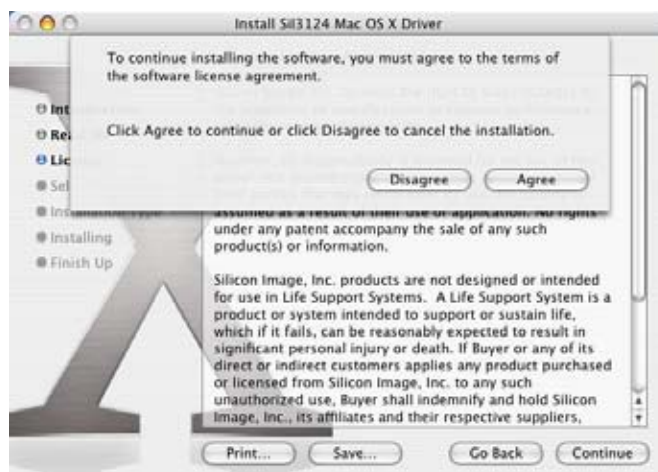 Install SiI3124 Mac OS X Driver
To continue installing the software, you must agree to the terms of
the software license agreement.
Click Agree to continue or click Disagree to cancel the installation.
Disagree
Agree
Int
Rea
Lic
Sel
Installation Type
Installing
Finish Up
assumed as a result of their use or application. No rights
under any patent accompany the sale of any such
product(s) or information.
Silicon Image, Inc. products are not designed or intended
for use in Life Support Systems. A Life Support System is a
product or system intended to support or sustain life,
which if it fails, can be reasonably expected to result in
significant personal injury or death. If Buyer or any of its
direct or indirect customers applies any product purchased
or licensed from Silicon Image, Inc. to any such
unauthorized use, Buyer shall indemnify and hold Silicon
Image, Inc., its affiliates and their respective suppliers,
Print...
Save...
Go Back
Continue